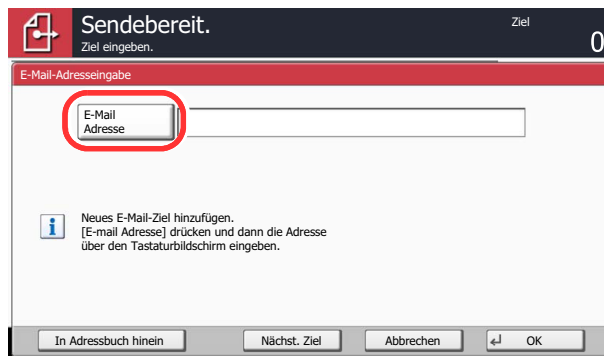 Sendebereit.
Ziel
Ziel eingeben.
0
E-Mail-Adresseingabe
E-Mail
Adresse
Neues E-Mail-Ziel hinzufügen.
[E-mail Adresse] drücken und dann die Adresse
über den Tastaturbildschirm eingeben.
In Adressbuch hinein
Nächst. Ziel
Abbrechen
OK